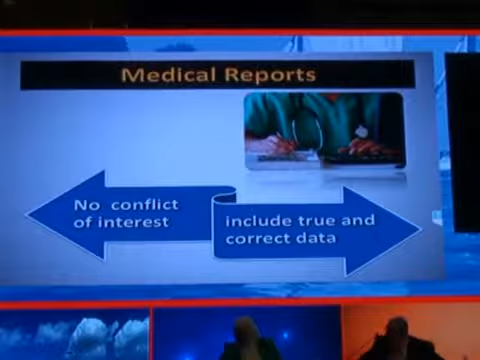 Medical Reports
No conflict
of interest
include true and
correct data